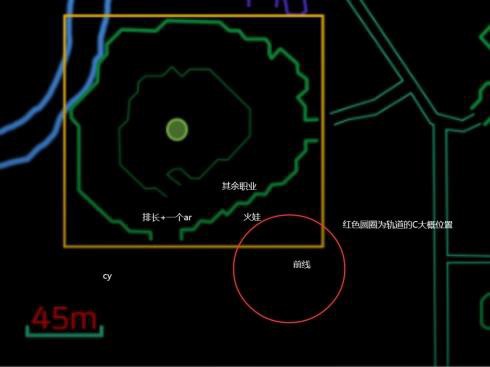 其余职业
排长+一个ar
火娃
红色圆圈为轨道的C大概位置
前线
cy
45m